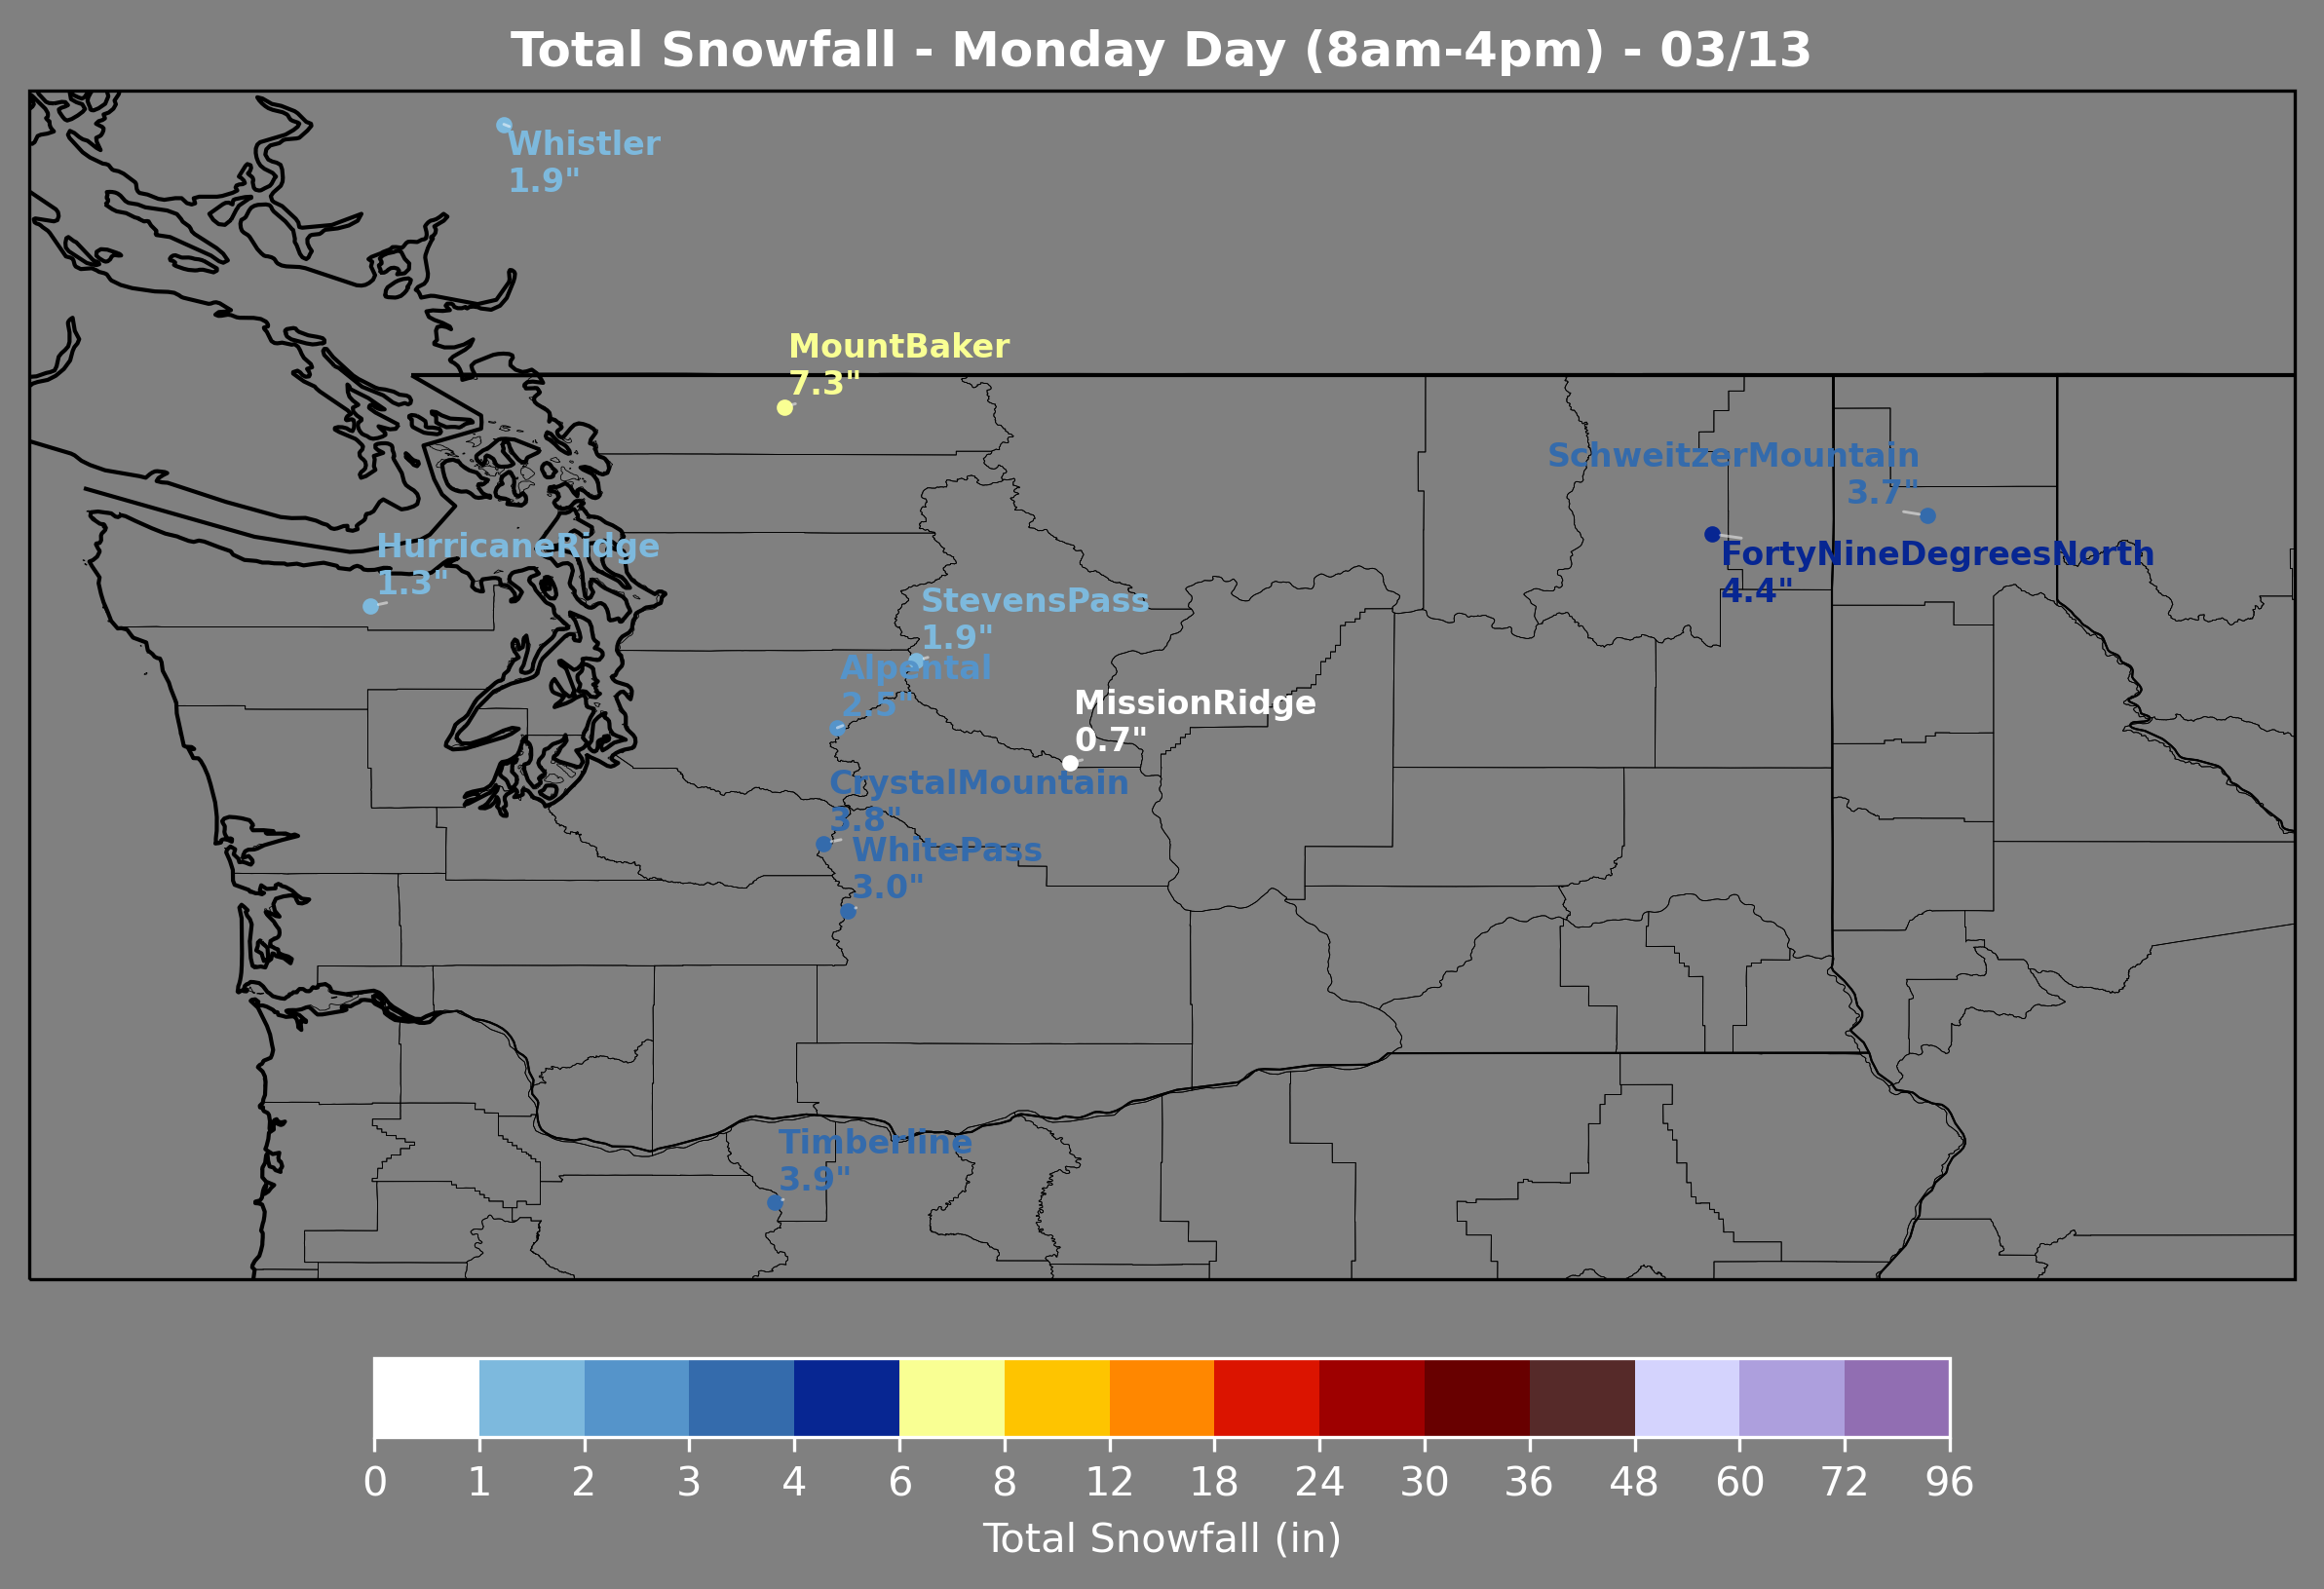 Total Snowfall - Monday Day (8am-4pm) - 03/13
Whistler
1.9"
MountBaker
7.3"
SchweitzerMountain
3.7"
HurricaneRidge
1.3"
FortyNineDegreesNorth
4.4"
StevensPass
1.9"
Alpental
2.5"
MissionRidge
0.7"
CrystalMountain
3.8"
WhitePass
3.0"
Timberline
3.9"
0 1 2 3 4 6 8 12 18 24 30 36 48 60 72 96
Total Snowfall (in)